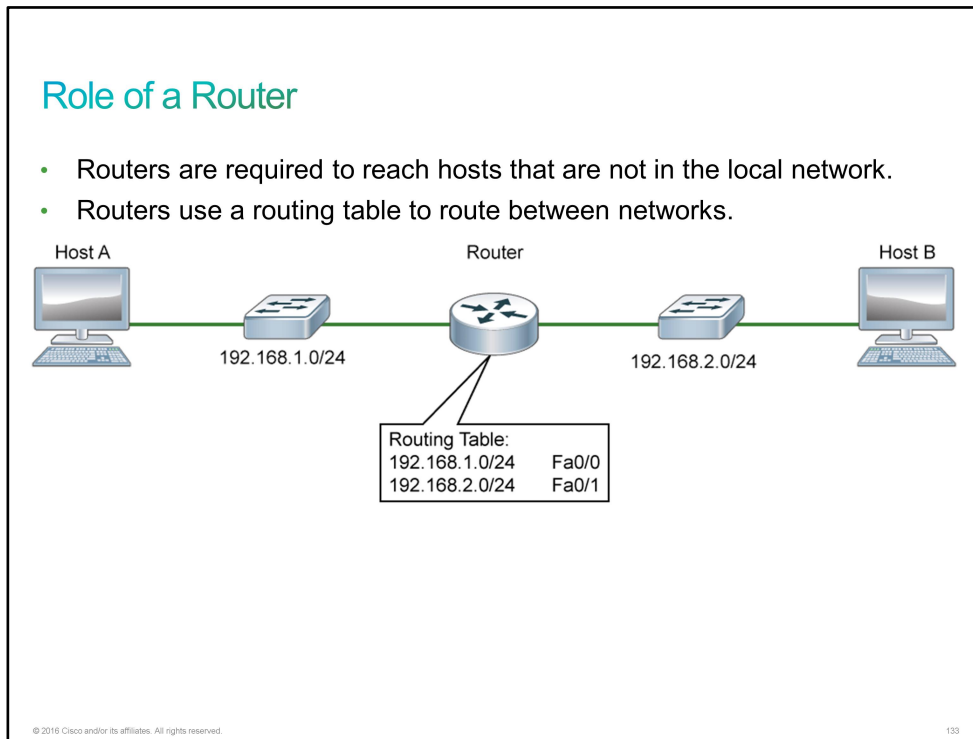 Role of a Router
• Routers are required to reach hosts that are not in the local network.
• Routers use a routing table to route between networks.
Host A
Router
Host B
192.168.1.0/24
192.168.2.0/24
Routing Table:
192.168.1.0/24 Fa0/0
192.168.2.0/24 Fa0/1
© 2016 Cisco and/or its affiliates. All rights reserved.
133